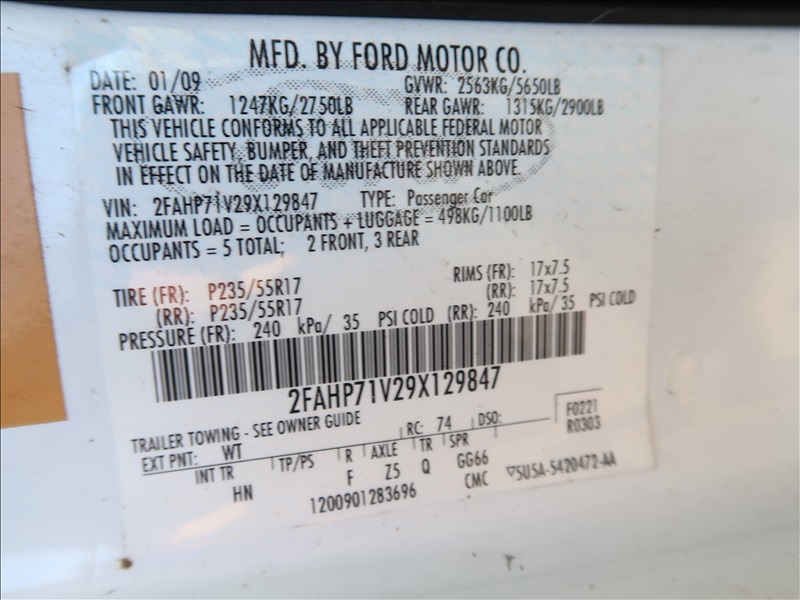 MFD. BY FORD MOTOR CO.
DATE: 01/09 GVWR: 2563KG/5650LB
FRONT GAWR: 1247KG/2750LB REAR GAWR: 1315KG/2900LB
THIS VEHICLE CONFORMS TO ALL APPLICABLE FEDERAL MOTOR
VEHICLE SAFETY, BUMPER, AND THEFT PREVENTION STANDARDS
IN EFFECT ON THE DATE OF MANUFACTURE SHOWN ABOVE.
VIN: 2FAHP71V29X129847 TYPE: Passenger Car
MAXIMUM LOAD = OCCUPANTS + LUGGAGE = 498KG/1100LB
OCCUPANTS = 5 TOTAL; 2 FRONT, 3 REAR
TIRE (FR): P235/55R17 RIMS (FR): 17x7.5
(RR): P235/55R17 (RR): 17x7.5
PRESSURE (FR): 240 kPa/ 35 PSI COLD (RR): 240 kPa/ 35 PSI COLD
2FAHP71V29X129847
TRAILER TOWING - SEE OWNER GUIDE
F0221
EXT PNT: WT RC: 74 DSO: R0303
INT TR TP/PS R AXLE TR SPR
HN F Z5 Q GG66
1200901283696 CMC ▽5U5A-5420472-AA